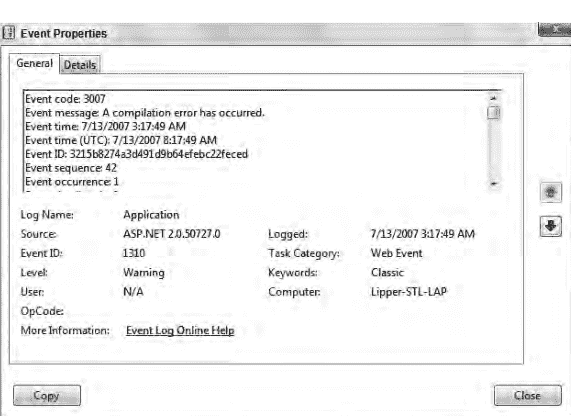 Event Properties
General Details
Event code: 3007
Event message: A compilation error has occurred.
Event time: 7/13/2007 3:17:49 AM
Event time (UTC): 7/13/2007 8:17:49 AM
Event ID: 3215b8274a3d491d9b64efebc22feced
Event sequence: 42
Event occurrence: 1
Log Name: Application
Source: ASP.NET 2.0.50727.0 Logged: 7/13/2007 3:17:49 AM
Event ID: 1310 Task Category: Web Event
Level: Warning Keywords: Classic
User: N/A Computer: Lipper-STL-LAP
OpCode:
More Information: Event Log Online Help
Copy Close